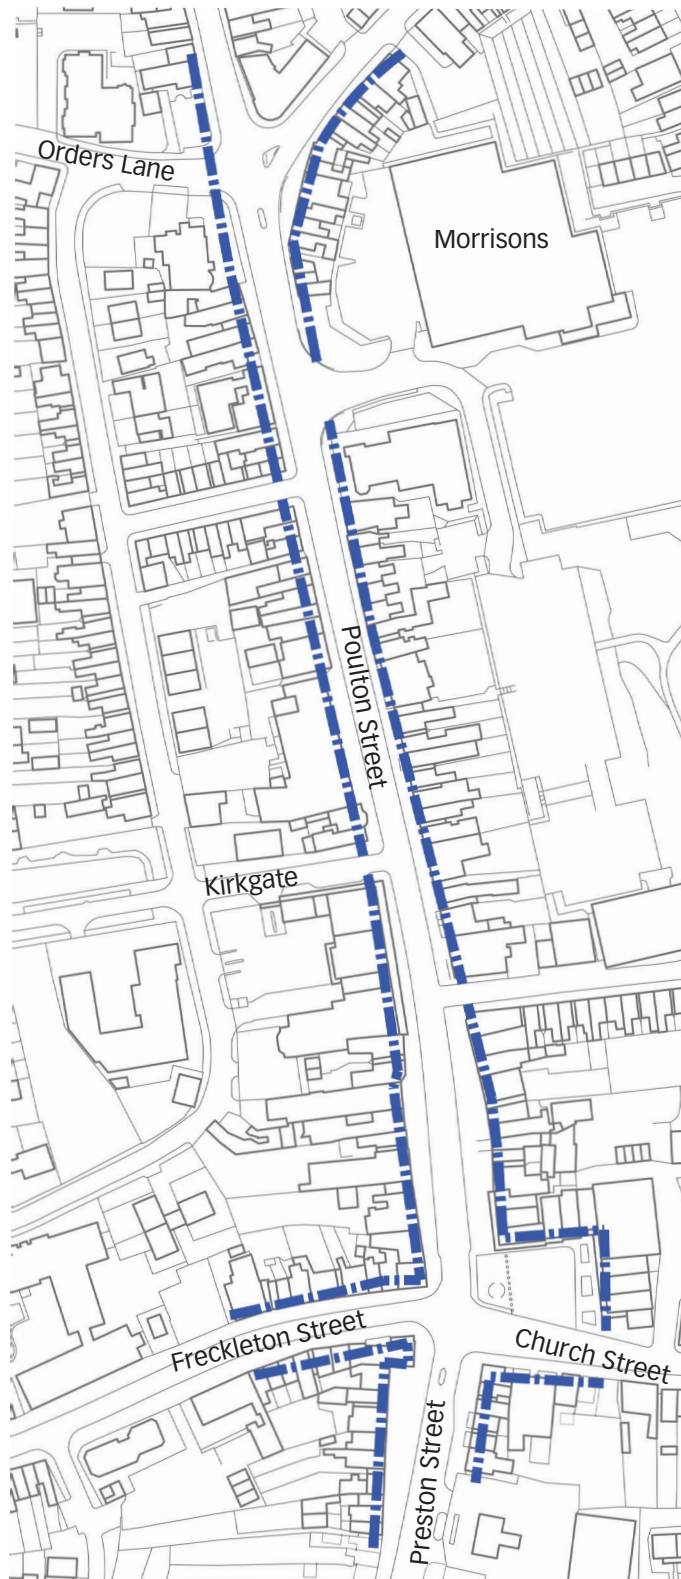 Orders Lane
Morrisons
Poulton Street
Kirkgate
Freckleton Street
Church Street
Preston Street